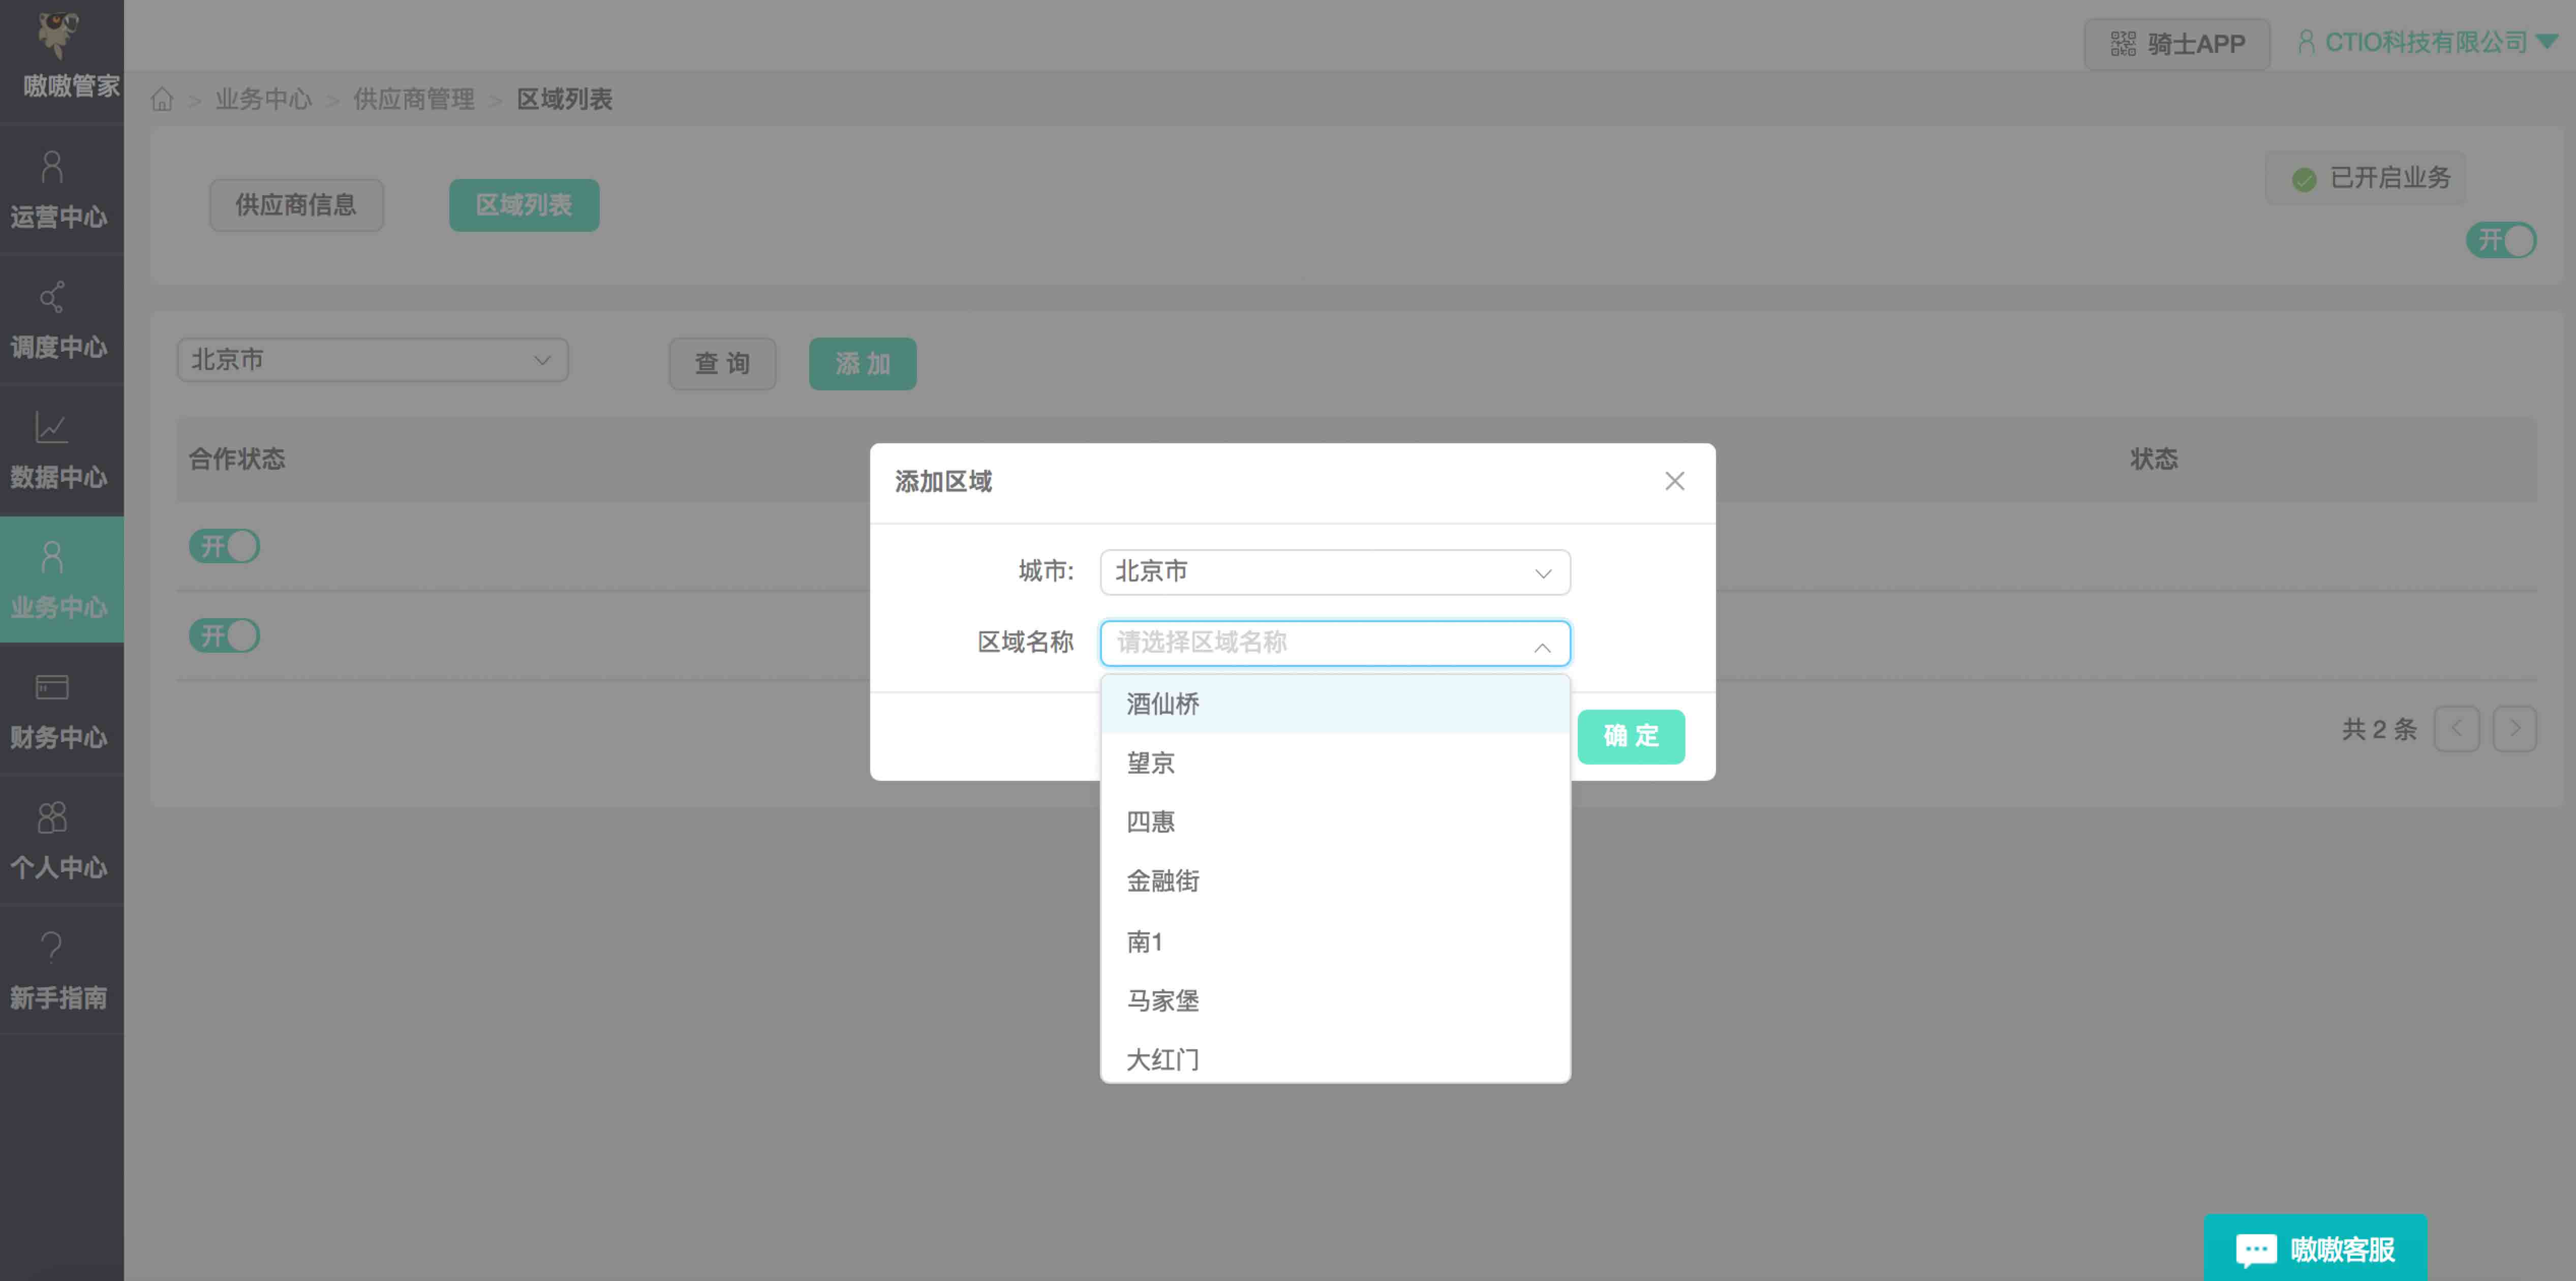 嗷嗷管家
骑士APP
CTIO科技有限公司
> 业务中心 > 供应商管理 > 区域列表
运营中心
调度中心
数据中心
业务中心
财务中心
个人中心
新手指南
供应商信息
区域列表
已开启业务
开
北京市
查 询
添 加
合作状态
状态
开
开
共 2 条
添加区域
城市:
北京市
区域名称
请选择区域名称
酒仙桥
望京
四惠
金融街
南1
马家堡
大红门
确 定
嗷嗷客服